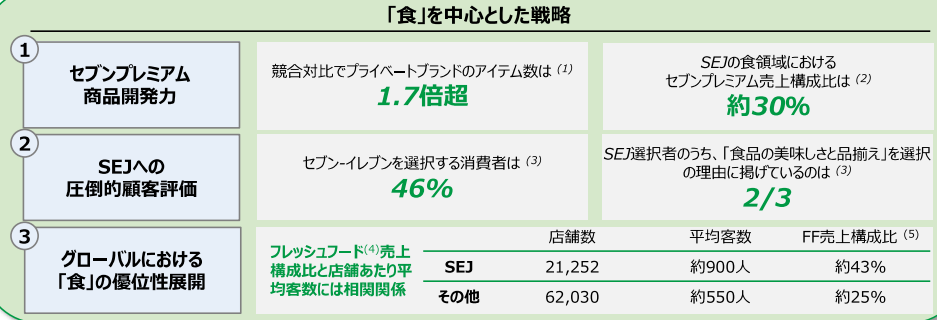 「食」を中心とした戦略
1
セブンプレミアム
商品開発力
競合対比でプライベートブランドのアイテム数は (1)
1.7倍超
SEJの食領域における
セブンプレミアム売上構成比は (2)
約30%
2
SEJへの
圧倒的顧客評価
セブン-イレブンを選択する消費者は (3)
46%
SEJ選択者のうち、「食品の美味しさと品揃え」を選択
の理由に掲げているのは (3)
2/3
3
グローバルにおける
「食」の優位性展開
フレッシュフード(4)売上
構成比と店舗あたり平
均客数には相関関係
店舗数 平均客数 FF売上構成比 (5)
SEJ 21,252 約900人 約43%
その他 62,030 約550人 約25%